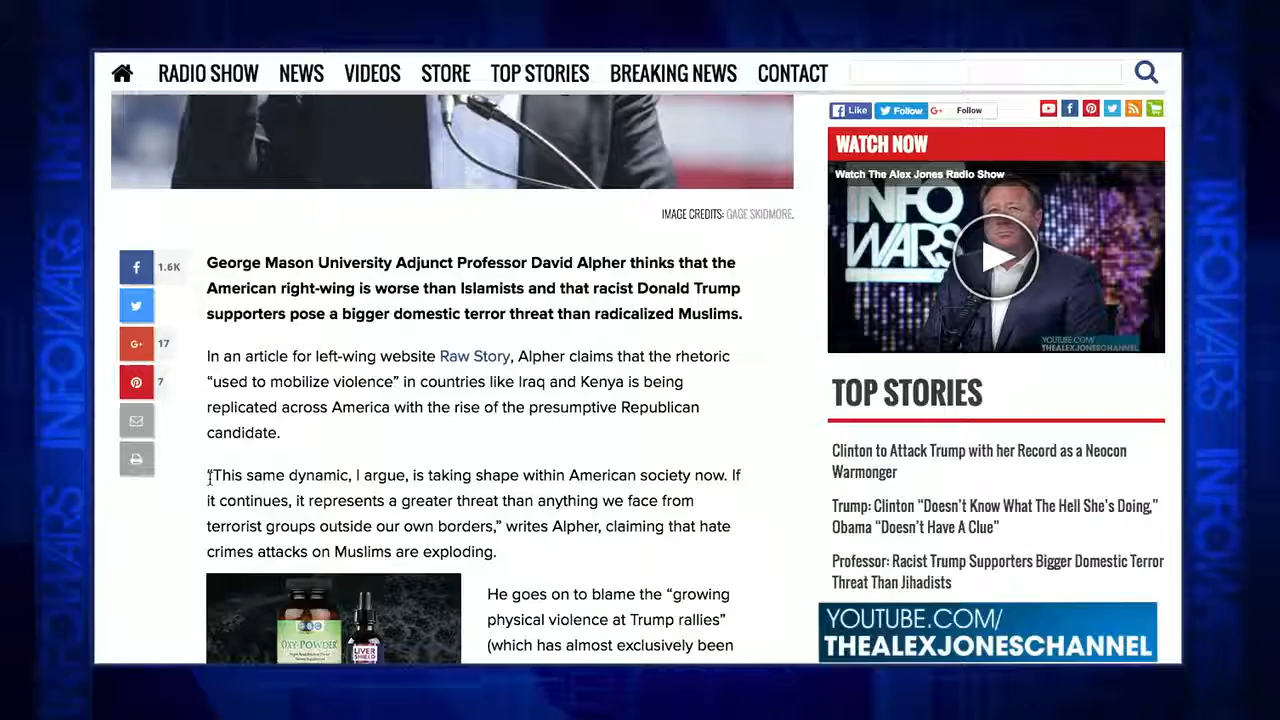 RADIO SHOW NEWS VIDEOS STORE TOP STORIES BREAKING NEWS CONTACT
Like Follow G+ Follow
IMAGE CREDITS: GAGE SKIDMORE.
1.6K
17
7
George Mason University Adjunct Professor David Alpher thinks that the
American right-wing is worse than Islamists and that racist Donald Trump
supporters pose a bigger domestic terror threat than radicalized Muslims.
In an article for left-wing website Raw Story, Alpher claims that the rhetoric
“used to mobilize violence” in countries like Iraq and Kenya is being
replicated across America with the rise of the presumptive Republican
candidate.
“This same dynamic, I argue, is taking shape within American society now. If
it continues, it represents a greater threat than anything we face from
terrorist groups outside our own borders,” writes Alpher, claiming that hate
crimes attacks on Muslims are exploding.
OXY-POWDER
LIVER
SHIELD
He goes on to blame the “growing
physical violence at Trump rallies”
(which has almost exclusively been
WATCH NOW
Watch The Alex Jones Radio Show
INFO
WARS
YOUTUBE.COM/
THEALEXJONESCHANNEL
TOP STORIES
Clinton to Attack Trump with her Record as a Neocon
Warmonger
Trump: Clinton “Doesn’t Know What The Hell She’s Doing,”
Obama “Doesn’t Have A Clue”
Professor: Racist Trump Supporters Bigger Domestic Terror
Threat Than Jihadists
YOUTUBE.COM/
THEALEXJONESCHANNEL
INFOWARS
INFOWARS